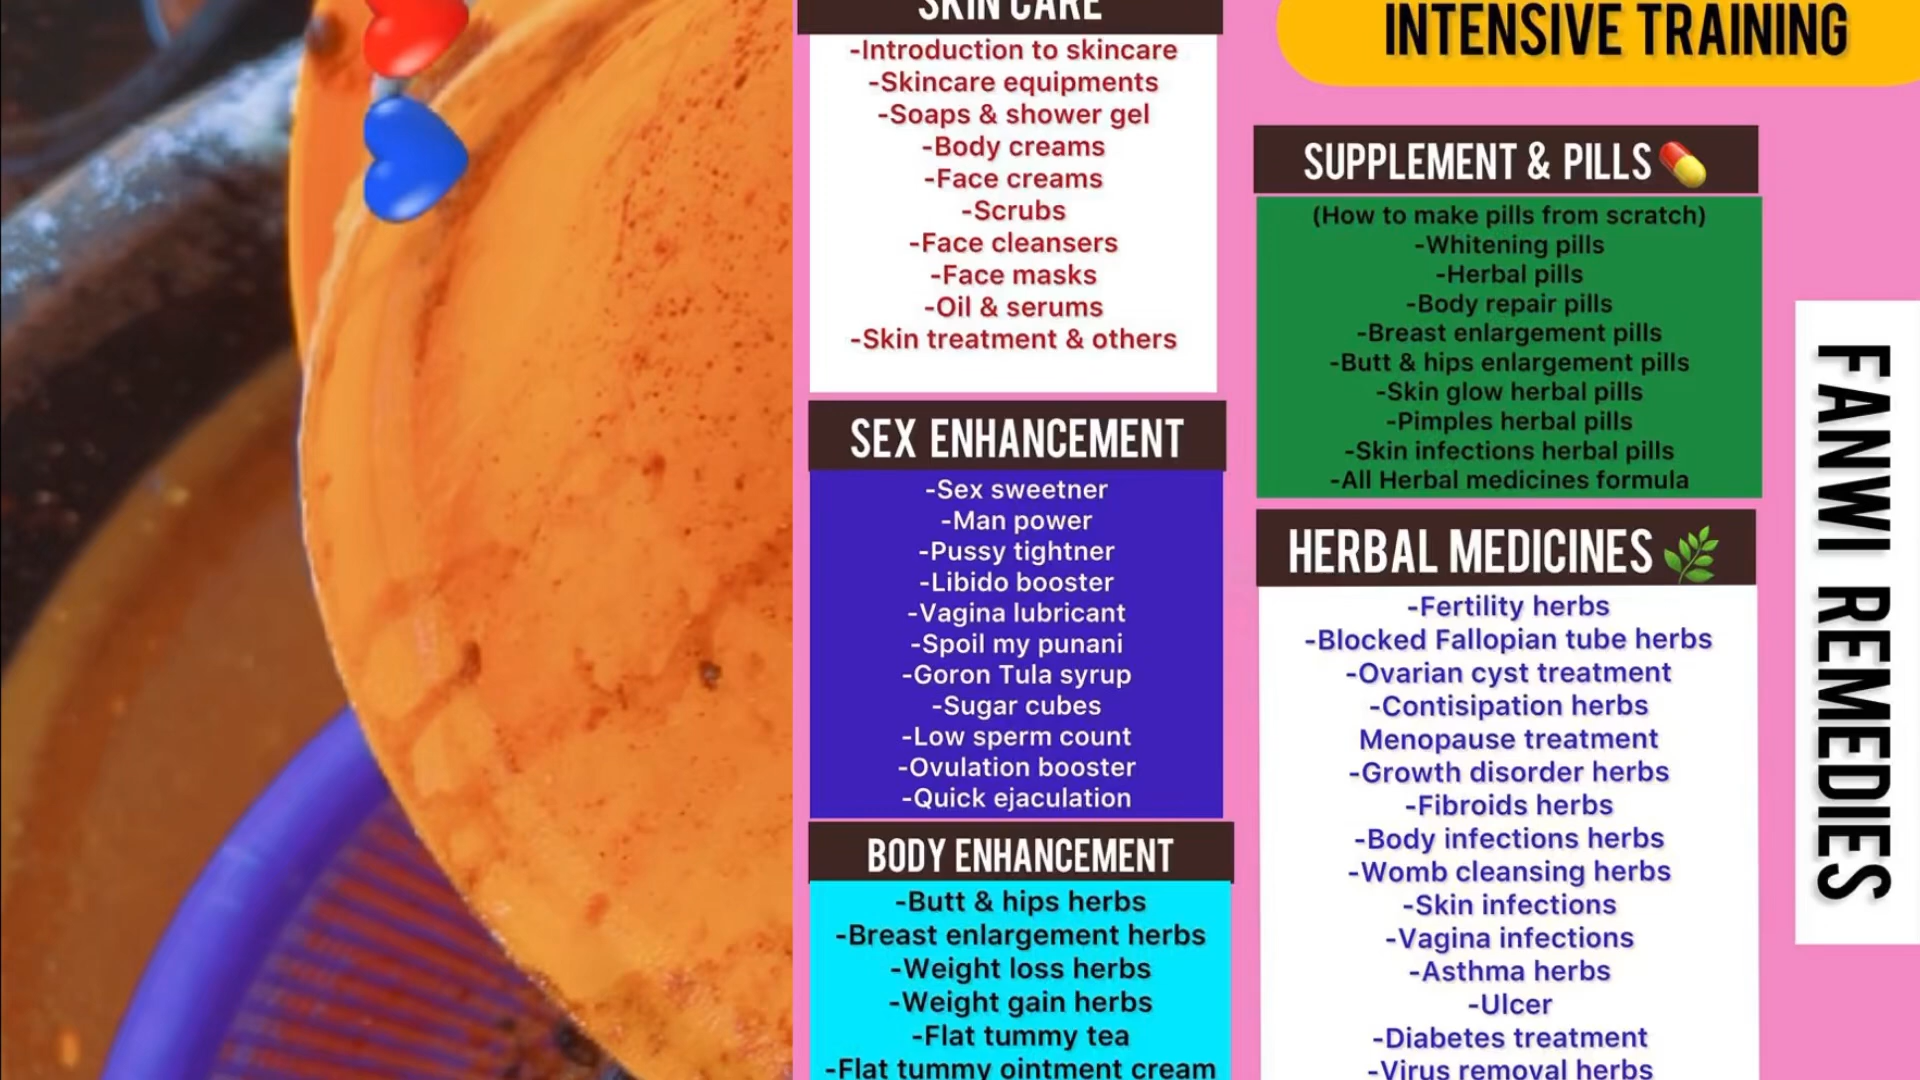 SKIN CARE
-Introduction to skincare
-Skincare equipments
-Soaps & shower gel
-Body creams
-Face creams
-Scrubs
-Face cleansers
-Face masks
-Oil & serums
-Skin treatment & others
SEX ENHANCEMENT
-Sex sweetner
-Man power
-Pussy tightner
-Libido booster
-Vagina lubricant
-Spoil my punani
-Goron Tula syrup
-Sugar cubes
-Low sperm count
-Ovulation booster
-Quick ejaculation
BODY ENHANCEMENT
-Butt & hips herbs
-Breast enlargement herbs
-Weight loss herbs
-Weight gain herbs
-Flat tummy tea
-Flat tummy ointment cream
INTENSIVE TRAINING
SUPPLEMENT & PILLS
(How to make pills from scratch)
-Whitening pills
-Herbal pills
-Body repair pills
-Breast enlargement pills
-Butt & hips enlargement pills
-Skin glow herbal pills
-Pimples herbal pills
-Skin infections herbal pills
-All Herbal medicines formula
HERBAL MEDICINES
-Fertility herbs
-Blocked Fallopian tube herbs
-Ovarian cyst treatment
-Contisipation herbs
Menopause treatment
-Growth disorder herbs
-Fibroids herbs
-Body infections herbs
-Womb cleansing herbs
-Skin infections
-Vagina infections
-Asthma herbs
-Ulcer
-Diabetes treatment
-Virus removal herbs
FANWI REMEDIES